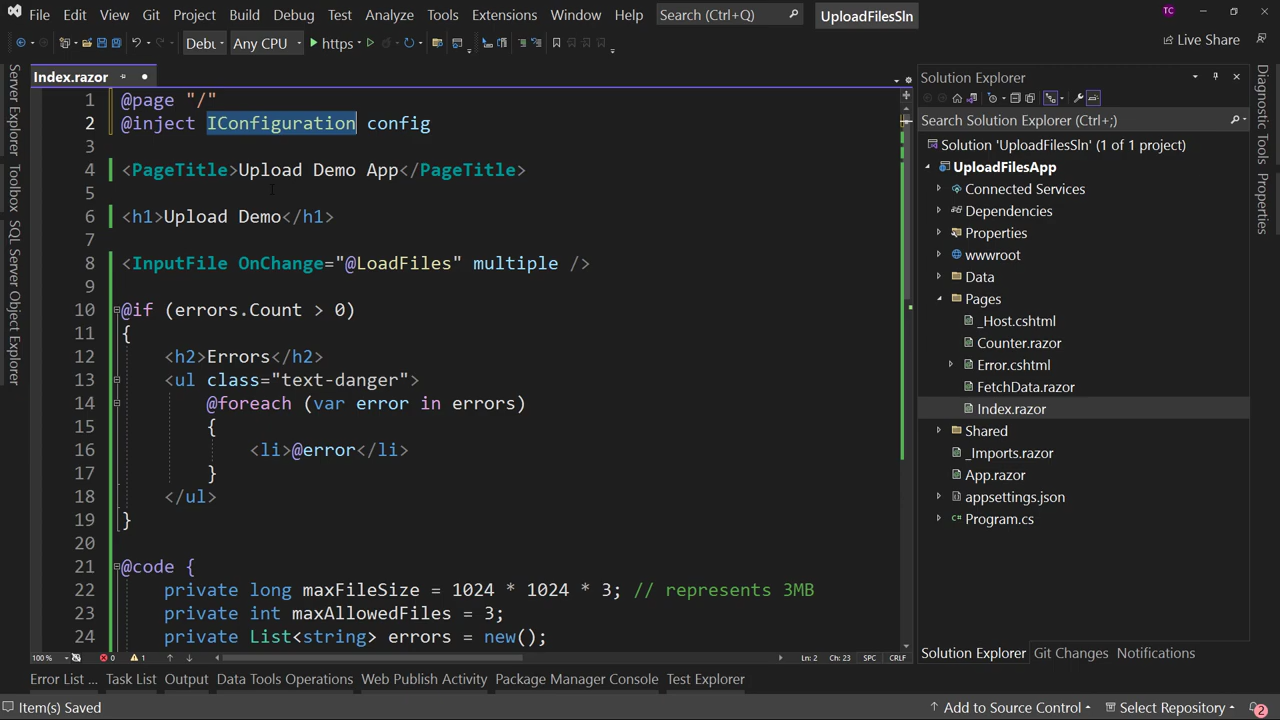 File Edit View Git Project Build Debug Test Analyze Tools Extensions Window Help Search (Ctrl+Q) UploadFilesSln TC
Debu Any CPU https Live Share
Index.razor
Solution Explorer
Search Solution Explorer (Ctrl+;)
Solution 'UploadFilesSln' (1 of 1 project)
UploadFilesApp
Connected Services
Dependencies
Properties
wwwroot
Data
Pages
_Host.cshtml
Counter.razor
Error.cshtml
FetchData.razor
Index.razor
Shared
_Imports.razor
App.razor
appsettings.json
Program.cs
Server Explorer
Toolbox
SQL Server Object Explorer
Diagnostic Tools
Properties
1 @page "/"
2 @inject IConfiguration config
3
4 <PageTitle>Upload Demo App</PageTitle>
5
6 <h1>Upload Demo</h1>
7
8 <InputFile OnChange="@LoadFiles" multiple />
9
10 @if (errors.Count > 0)
11 {
12 <h2>Errors</h2>
13 <ul class="text-danger">
14 @foreach (var error in errors)
15 {
16 <li>@error</li>
17 }
18 </ul>
19 }
20
21 @code {
22 private long maxFileSize = 1024 * 1024 * 3; // represents 3MB
23 private int maxAllowedFiles = 3;
24 private List<string> errors = new();
100 % 0 1 Ln: 2 Ch: 23 SPC CRLF
Solution Explorer Git Changes Notifications
Error List ... Task List Output Data Tools Operations Web Publish Activity Package Manager Console Test Explorer
Item(s) Saved Add to Source Control Select Repository 2